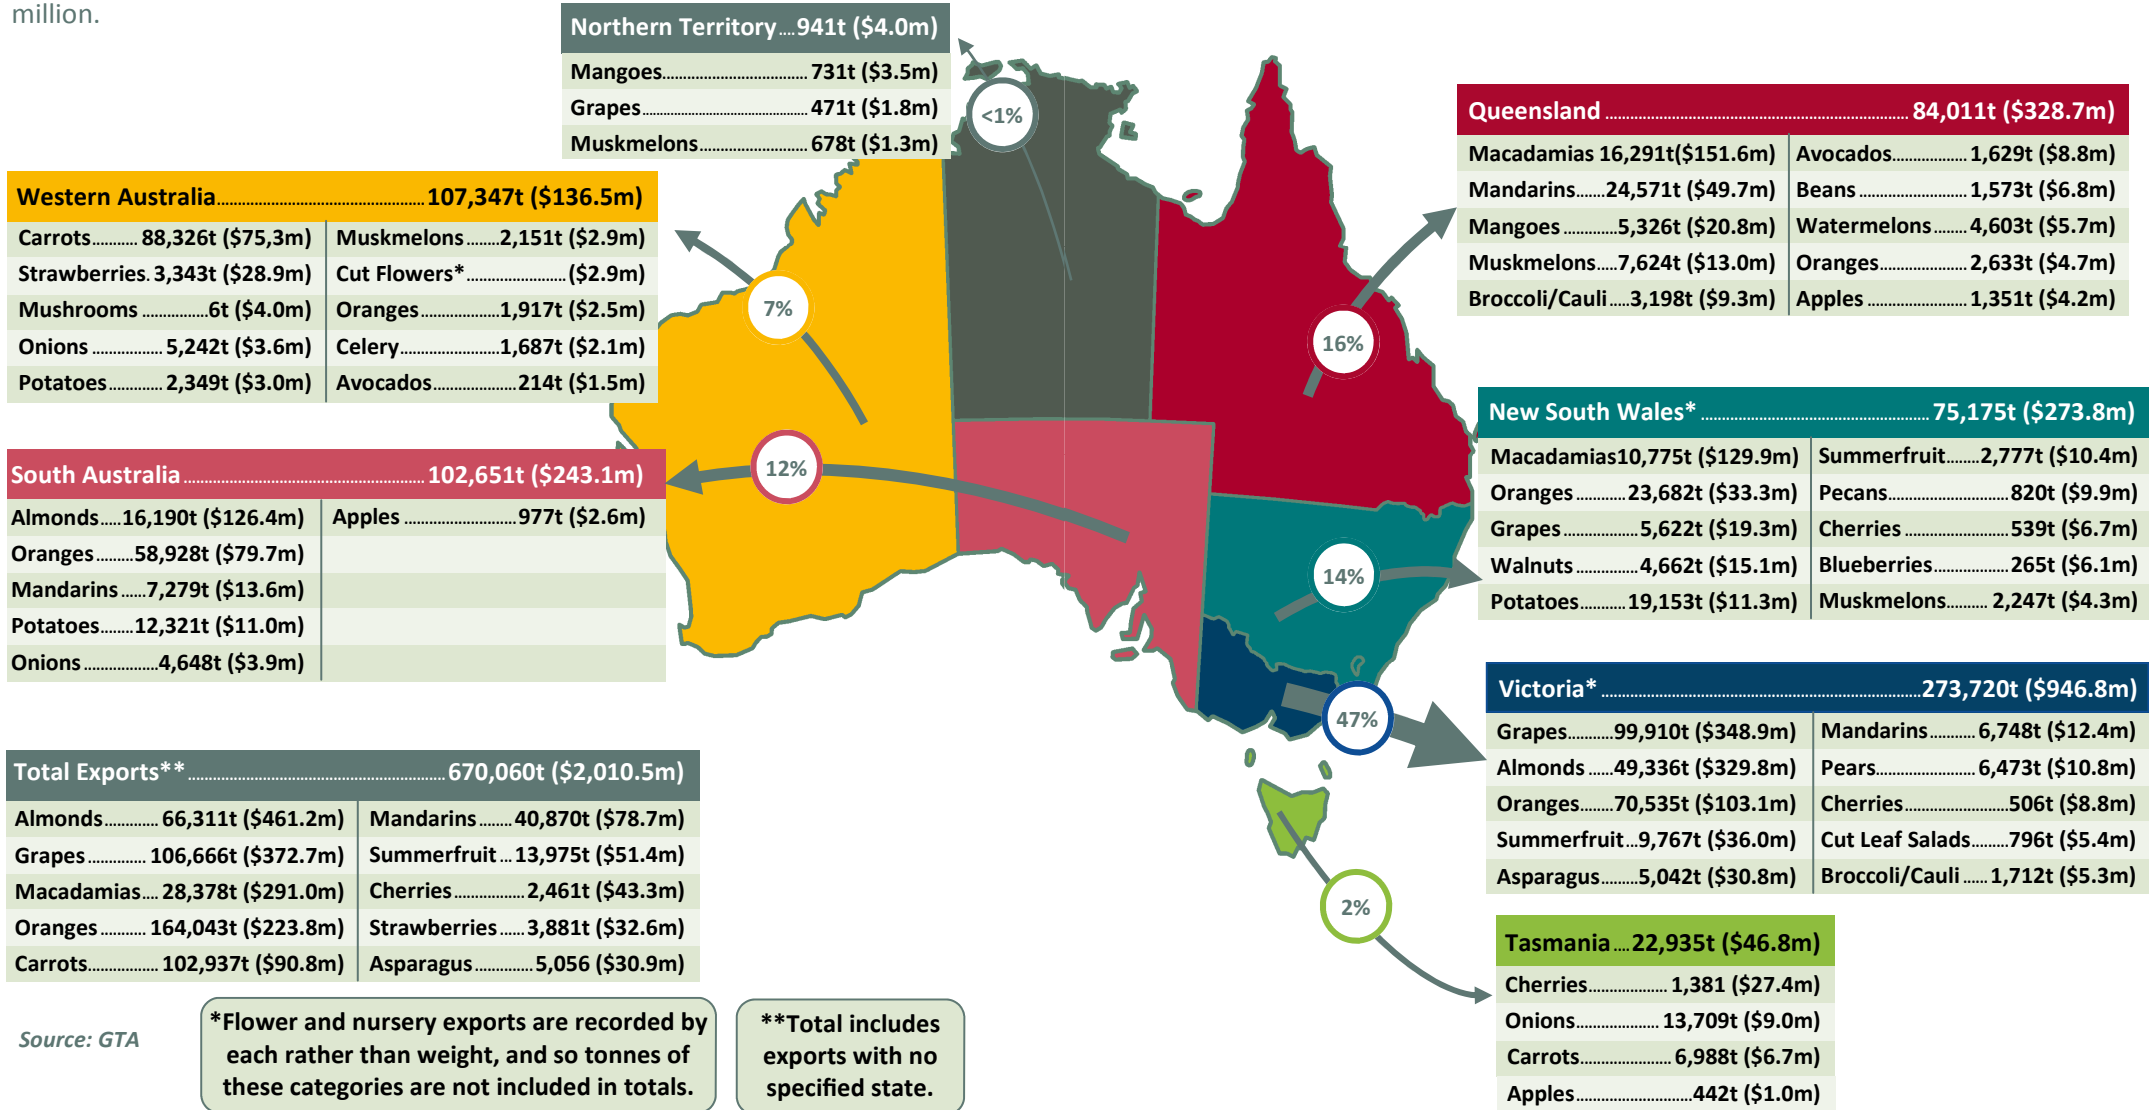 million.
Northern Territory....941t ($4.0m)
Mangoes.................................. 731t ($3.5m)
Grapes.......................................471t ($1.8m)
Muskmelons......................... 678t ($1.3m)
<1%
Western Australia..................................................107,347t ($136.5m)
Carrots........... 88,326t ($75,3m)
Strawberries. 3,343t ($28.9m)
Mushrooms ................6t ($4.0m)
Onions ................ 5,242t ($3.6m)
Potatoes............. 2,349t ($3.0m)
Muskmelons ........2,151t ($2.9m)
Cut Flowers*........................ ($2.9m)
Oranges...................1,917t ($2.5m)
Celery........................1,687t ($2.1m)
Avocados....................214t ($1.5m)
7%
Queensland ........................................................................ 84,011t ($328.7m)
Macadamias 16,291t($151.6m)
Mandarins.......24,571t ($49.7m)
Mangoes .............5,326t ($20.8m)
Muskmelons.....7,624t ($13.0m)
Broccoli/Cauli .....3,198t ($9.3m)
Avocados.................. 1,629t ($8.8m)
Beans .......................... 1,573t ($6.8m)
Watermelons ........ 4,603t ($5.7m)
Oranges..................... 2,633t ($4.7m)
Apples ........................ 1,351t ($4.2m)
16%
New South Wales* ...................................................... 75,175t ($273.8m)
Macadamias10,775t ($129.9m)
Oranges ............23,682t ($33.3m)
Grapes .................5,622t ($19.3m)
Walnuts ................4,662t ($15.1m)
Potatoes...........19,153t ($11.3m)
Summerfruit.......2,777t ($10.4m)
Pecans..............................820t ($9.9m)
Cherries ...........................539t ($6.7m)
Blueberries ...................265t ($6.1m)
Muskmelons.......... 2,247t ($4.3m)
14%
South Australia ..........................................................102,651t ($243.1m)
Almonds.....16,190t ($126.4m)
Oranges .........58,928t ($79.7m)
Mandarins ......7,279t ($13.6m)
Potatoes.......12,321t ($11.0m)
Onions ..................4,648t ($3.9m)
Apples ...........................977t ($2.6m)
12%
Victoria* ............................................................................273,720t ($946.8m)
Grapes...........99,910t ($348.9m)
Almonds ......49,336t ($329.8m)
Oranges.......70,535t ($103.1m)
Summerfruit...9,767t ($36.0m)
Asparagus.........5,042t ($30.8m)
Mandarins...........6,748t ($12.4m)
Pears........................6,473t ($10.8m)
Cherries .........................506t ($8.8m)
Cut Leaf Salads.........796t ($5.4m)
Broccoli/Cauli ...... 1,712t ($5.3m)
47%
Total Exports**.............................................................670,060t ($2,010.5m)
Almonds............. 66,311t ($461.2m)
Grapes .............. 106,666t ($372.7m)
Macadamias.... 28,378t ($291.0m)
Oranges ........... 164,043t ($223.8m)
Carrots................. 102,937t ($90.8m)
Mandarins........40,870t ($78.7m)
Summerfruit ... 13,975t ($51.4m)
Cherries ..................2,461t ($43.3m)
Strawberries ......3,881t ($32.6m)
Asparagus ..............5,056 ($30.9m)
2%
Tasmania ....22,935t ($46.8m)
Cherries................... 1,381 ($27.4m)
Onions.................... 13,709t ($9.0m)
Carrots......................6,988t ($6.7m)
Apples............................442t ($1.0m)
Source: GTA
*Flower and nursery exports are recorded by
each rather than weight, and so tonnes of
these categories are not included in totals.
**Total includes
exports with no
specified state.